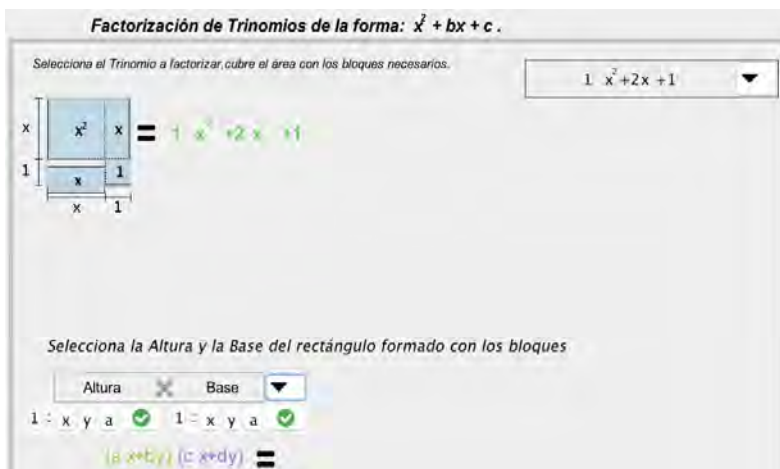 Factorización de Trinomios de la forma: x² + bx + c .
Selecciona el Trinomio a factorizar,cubre el área con los bloques necesarios.
1 x²+2x +1
x x² x = 1 x² +2 x +1
1 x 1
x 1
Selecciona la Altura y la Base del rectángulo formado con los bloques
Altura Base
1 : x y a 1 : x y a
(a x+by) (c x+dy) =